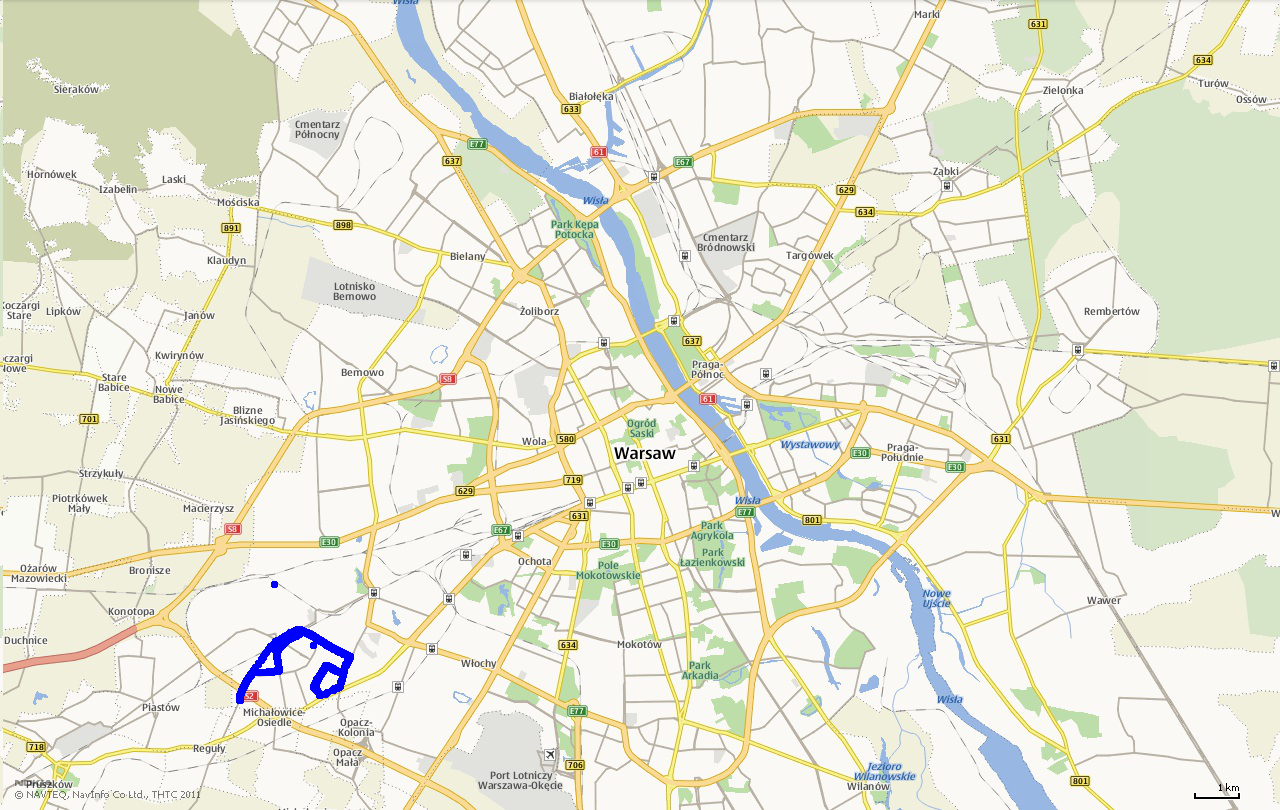 Wisła
Marki
631
634
Sieraków
Białołęka
633
Zielonka
Turów
Ossów
Cmentarz
Północny
E77
637
61
E67
Hornówek
Laski
Izabelin
Mościska
Ząbki
629
634
Wisła
898
891
Park Kępa
Potocka
Cmentarz
Bródnowski
Bielany
Targówek
Klaudyn
Lotnisko
Bemowo
Koczargi
Stare
Lipków
Janów
Żoliborz
Rembertów
637
Kwirynów
Bemowo
S8
Praga-
Północ
Stare
Babice
Nowe
Babice
61
Blizne
Jasińskiego
701
Ogród
Saski
Wola
580
Warsaw
Wystawowy
631
E30
Praga-
Południe
E30
Strzykuły
719
629
Piotrkówek
Mały
Macierzysz
Wisła
E77
631
801
S8
E67
Park
Agrykola
E30
E30
Ochota
Park
Łazienkowski
Pole
Mokotowskie
Ożarów
Mazowiecki
Bronisze
Nowe
Ujście
Wawer
Konotopa
Duchnice
634
Mokotów
Włochy
Park
Arkadia
Wisła
Piastów
Michałowice-
Osiedle
E77
Opacz-
Kolonia
718
Reguły
Opacz
Mała
706
Port Lotniczy
Warszawa-Okęcie
Jezioro
Wilanowskie
Wilanów
801
Pruszków
1 km
© NAVTEQ, NavInfo Co Ltd., THTC 2011